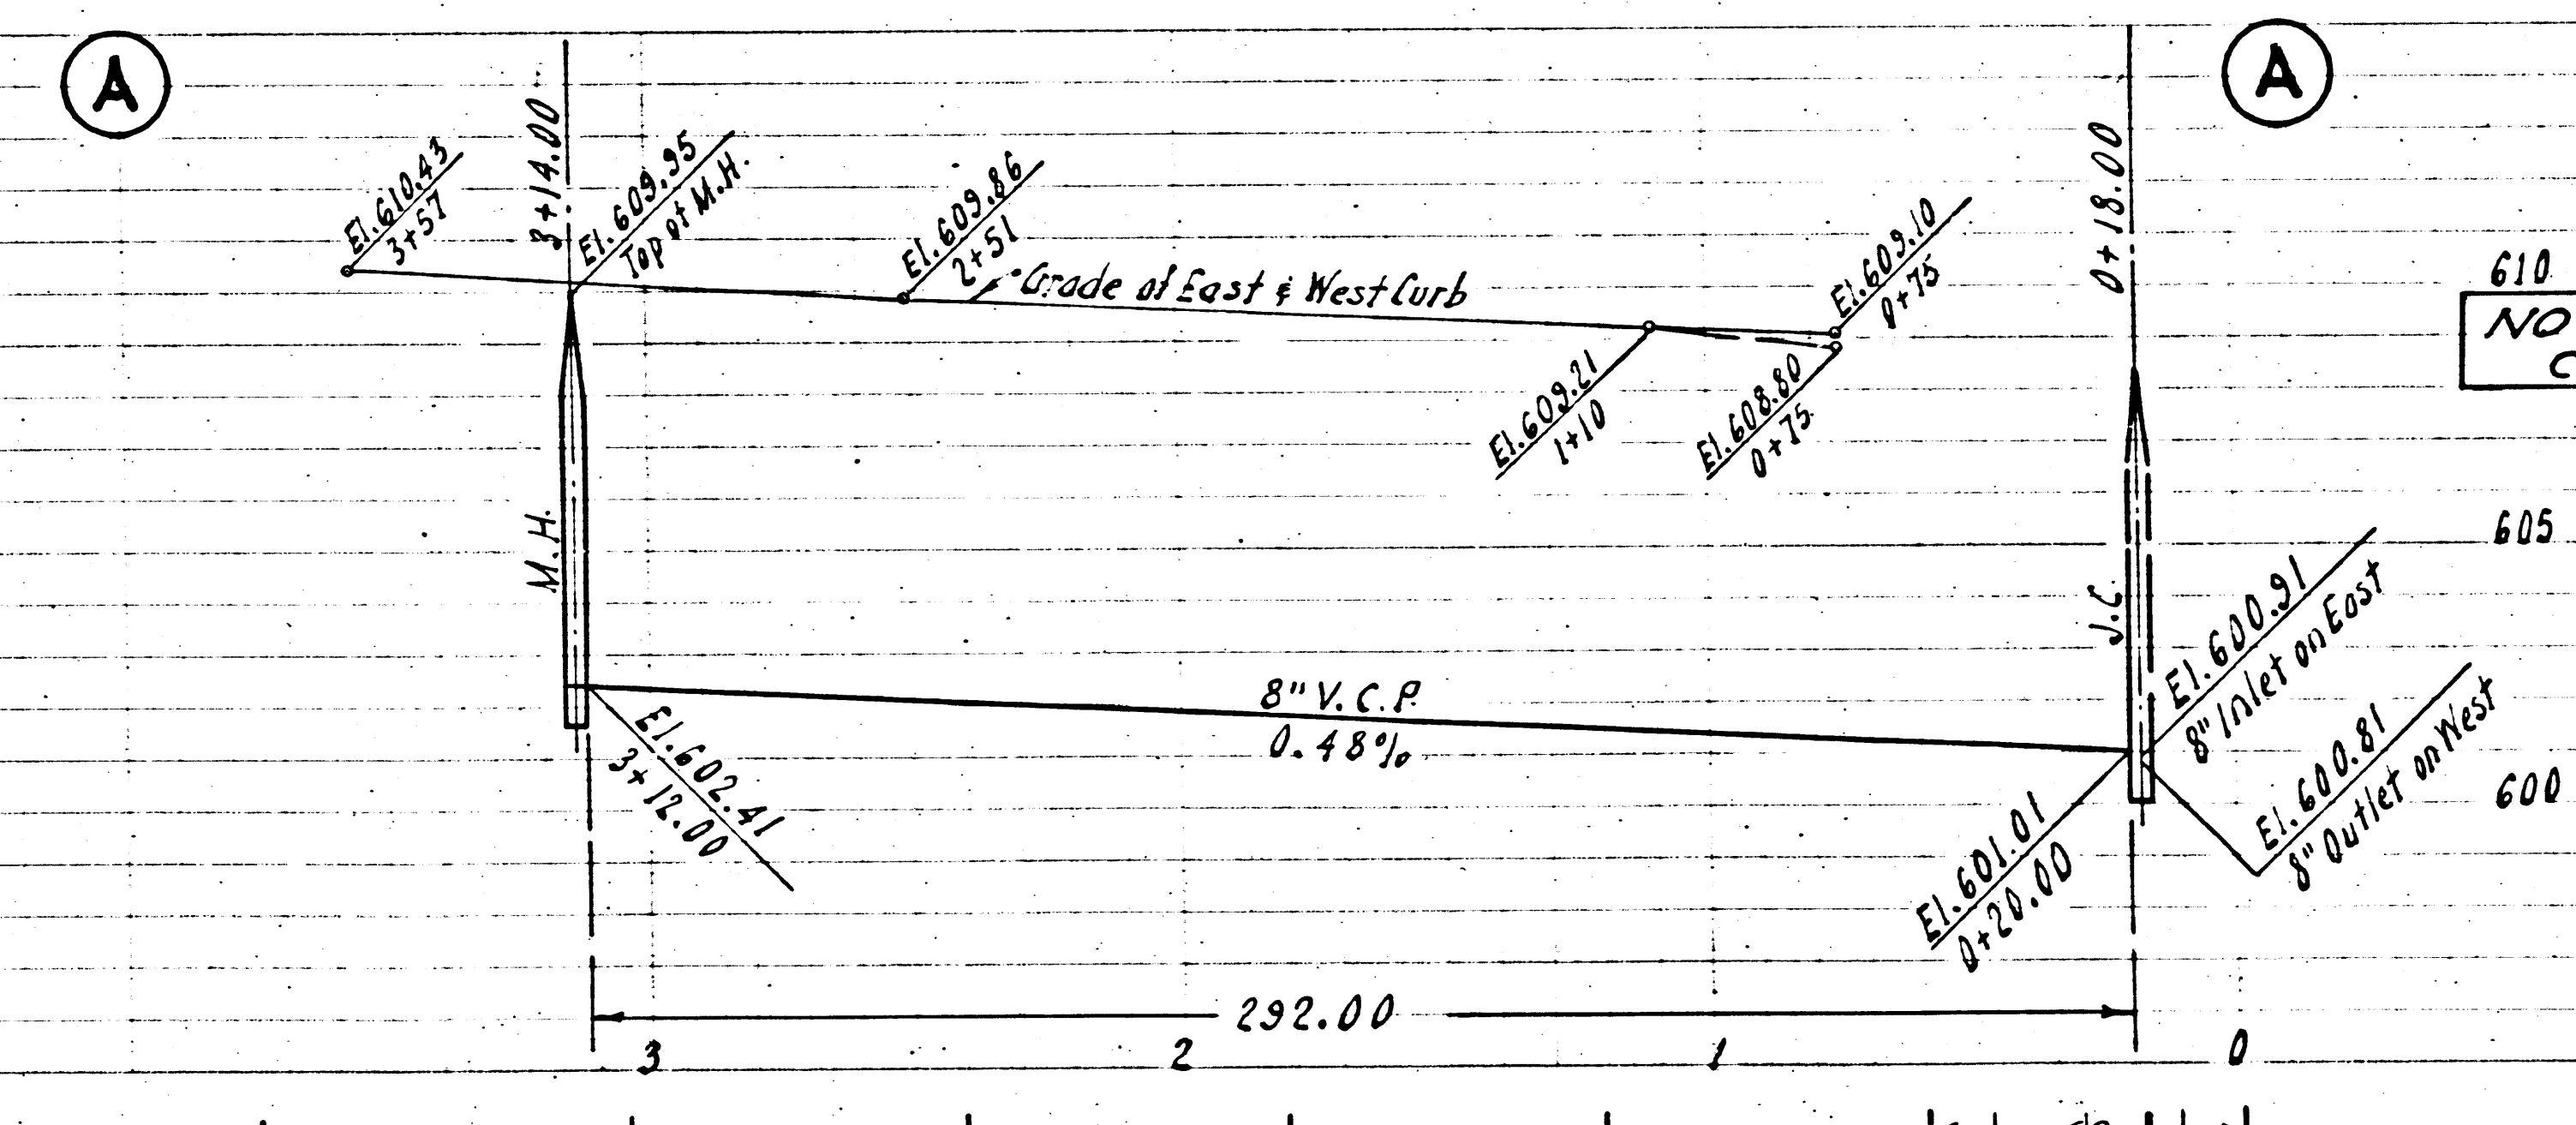 A
A
3+14.00
0+18.00
El.610.43
3+57
El.609.95
Top of M.H.
El.609.86
2+51
Grade of East & West Curb
El.609.10
0+75
610
NO
C
El.609.21
1+10
El.608.80
0+75
M.H.
J.C.
605
El.600.91
8" Inlet on East
8" V.C.P.
0.48%
El.602.41
3+12.00
El.600.81
8" Outlet on West
600
El.601.01
0+20.00
292.00
3
2
1
0